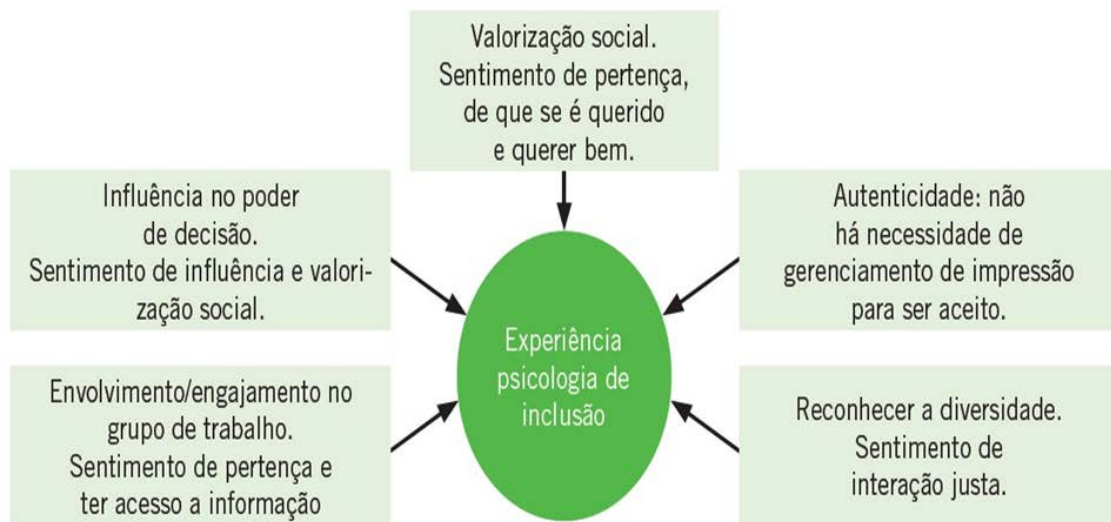 Valorização social.
Sentimento de pertença,
de que se é querido
e querer bem.
Influência no poder
de decisão.
Sentimento de influência e valori-
zação social.
Autenticidade: não
há necessidade de
gerenciamento de impressão
para ser aceito.
Experiência
psicologia de
inclusão
Envolvimento/engajamento no
grupo de trabalho.
Sentimento de pertença e
ter acesso a informação
Reconhecer a diversidade.
Sentimento de
interação justa.